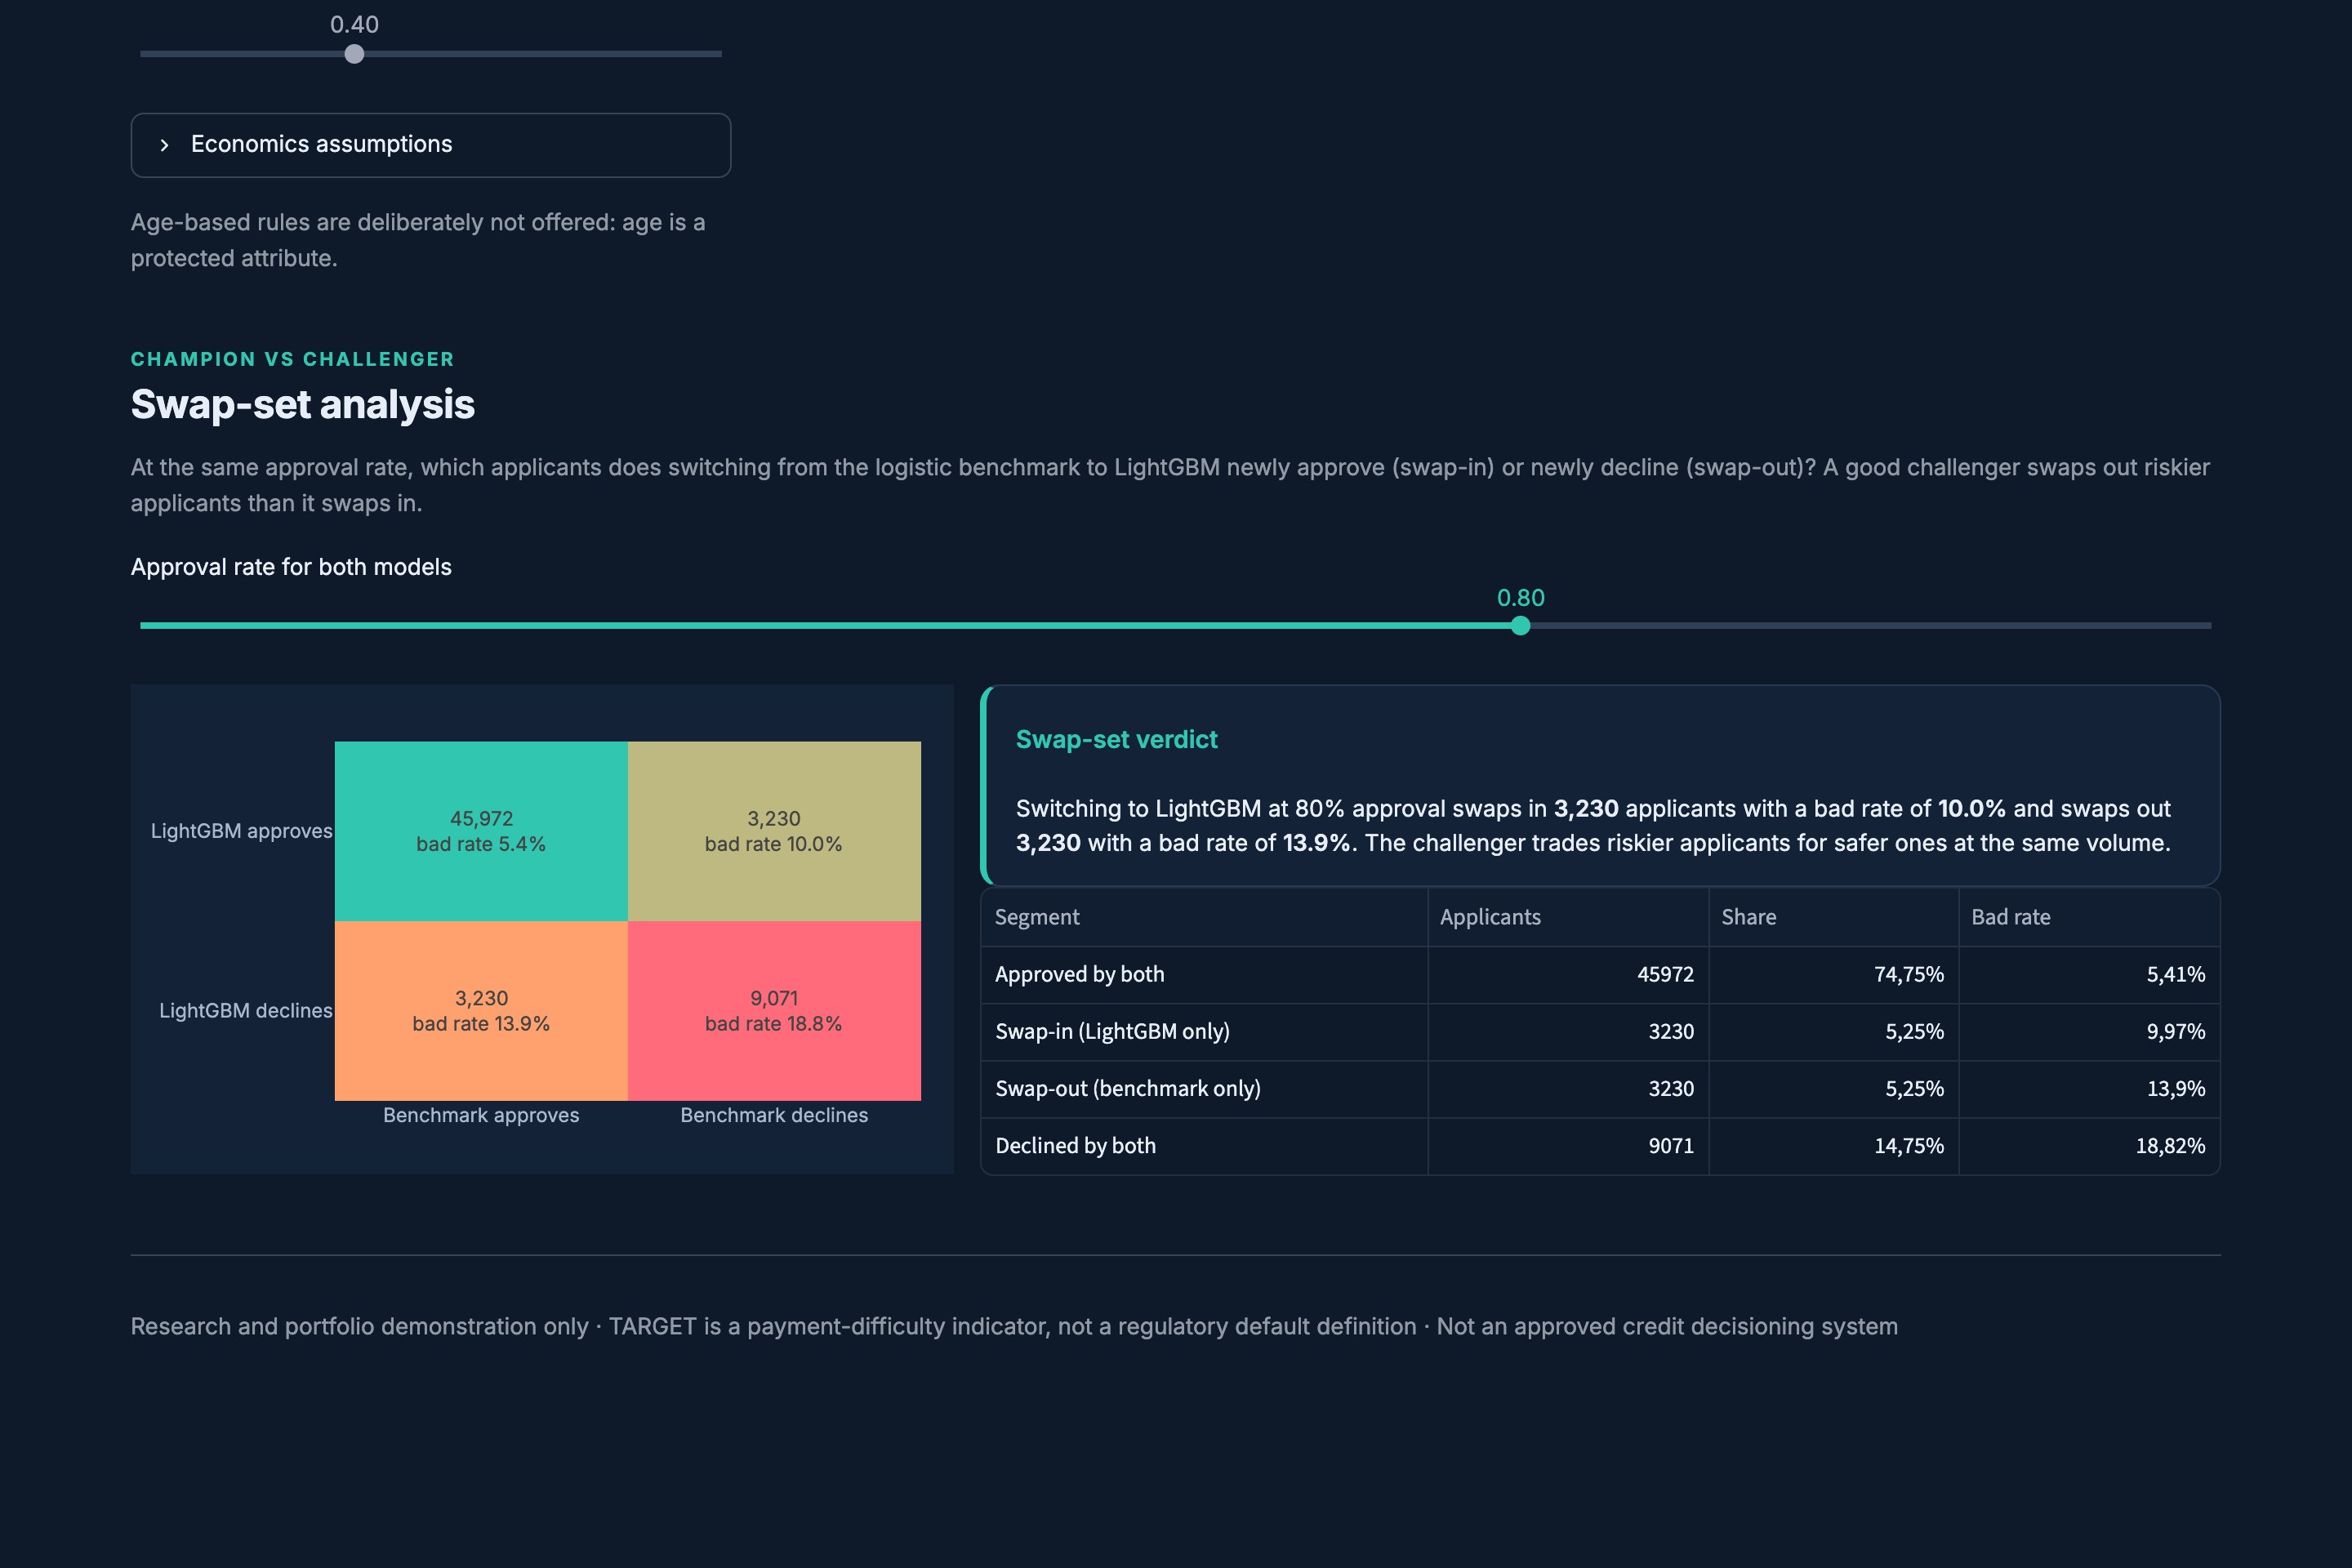 0.40
Economics assumptions
Age-based rules are deliberately not offered: age is a
protected attribute.
CHAMPION VS CHALLENGER
Swap-set analysis
At the same approval rate, which applicants does switching from the logistic benchmark to LightGBM newly approve (swap-in) or newly decline (swap-out)? A good challenger swaps out riskier
applicants than it swaps in.
Approval rate for both models
0.80
LightGBM approves
45,972
bad rate 5.4%
3,230
bad rate 10.0%
LightGBM declines
3,230
bad rate 13.9%
9,071
bad rate 18.8%
Benchmark approves
Benchmark declines
Swap-set verdict
Switching to LightGBM at 80% approval swaps in 3,230 applicants with a bad rate of 10.0% and swaps out
3,230 with a bad rate of 13.9%. The challenger trades riskier applicants for safer ones at the same volume.
Segment Applicants Share Bad rate
Approved by both 45972 74,75% 5,41%
Swap-in (LightGBM only) 3230 5,25% 9,97%
Swap-out (benchmark only) 3230 5,25% 13,9%
Declined by both 9071 14,75% 18,82%
Research and portfolio demonstration only · TARGET is a payment-difficulty indicator, not a regulatory default definition · Not an approved credit decisioning system